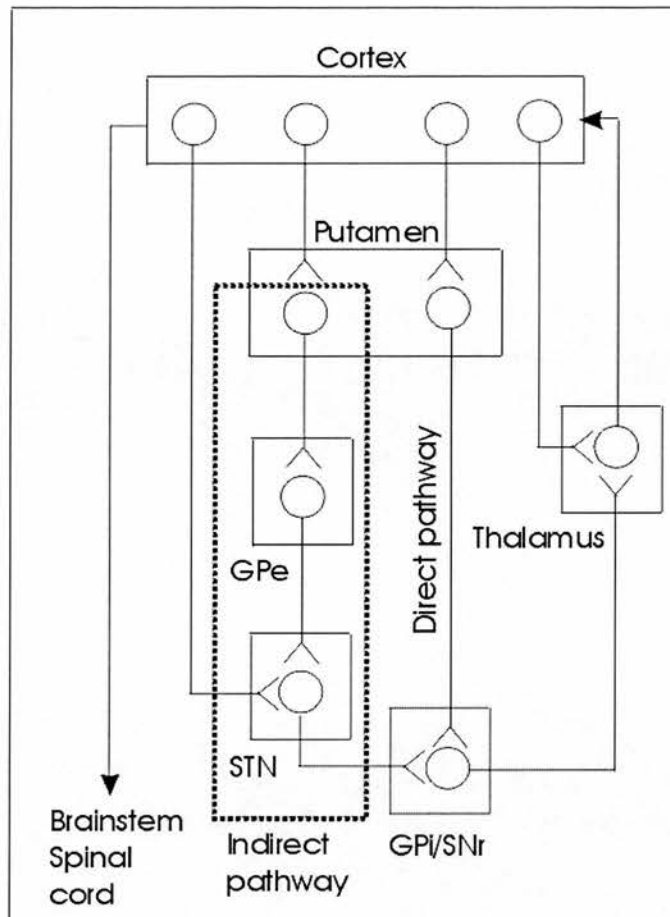 Cortex
Putamen
Direct pathway
Thalamus
GPe
STN
Brainstem
Spinal
cord
Indirect
pathway
GPi/SNr